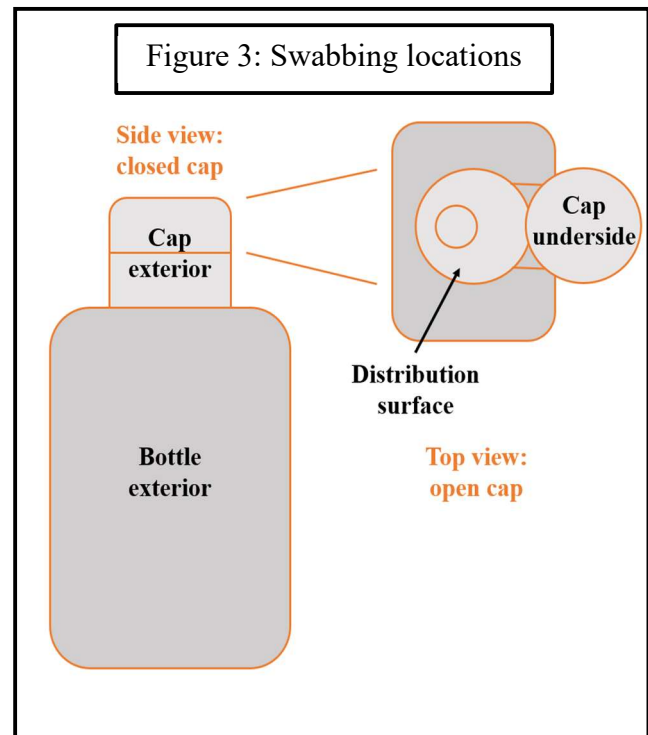 Figure 3: Swabbing locations
Side view:
closed cap
Cap
exterior
Bottle
exterior
Cap
underside
Distribution
surface
Top view:
open cap